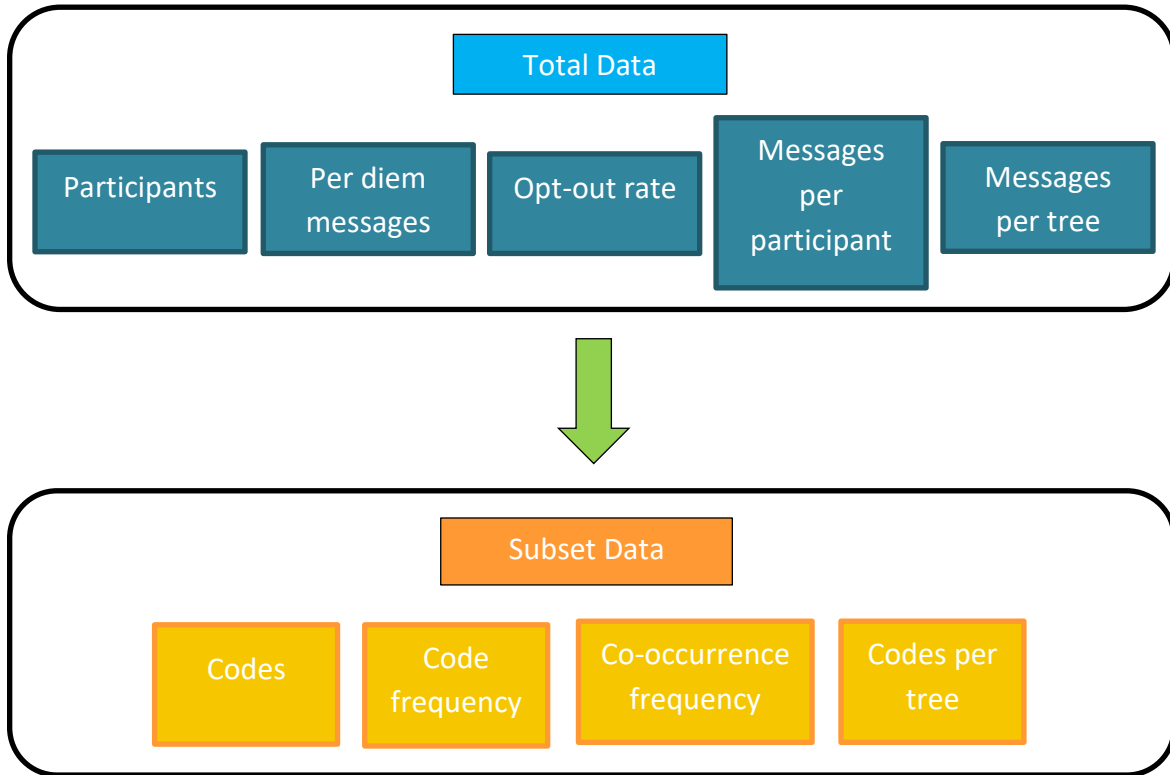 Total Data
Participants
Per diem
messages
Opt-out rate
Messages
per
participant
Messages
per tree
Subset Data
Codes
Code
frequency
Co-occurrence
frequency
Codes per
tree